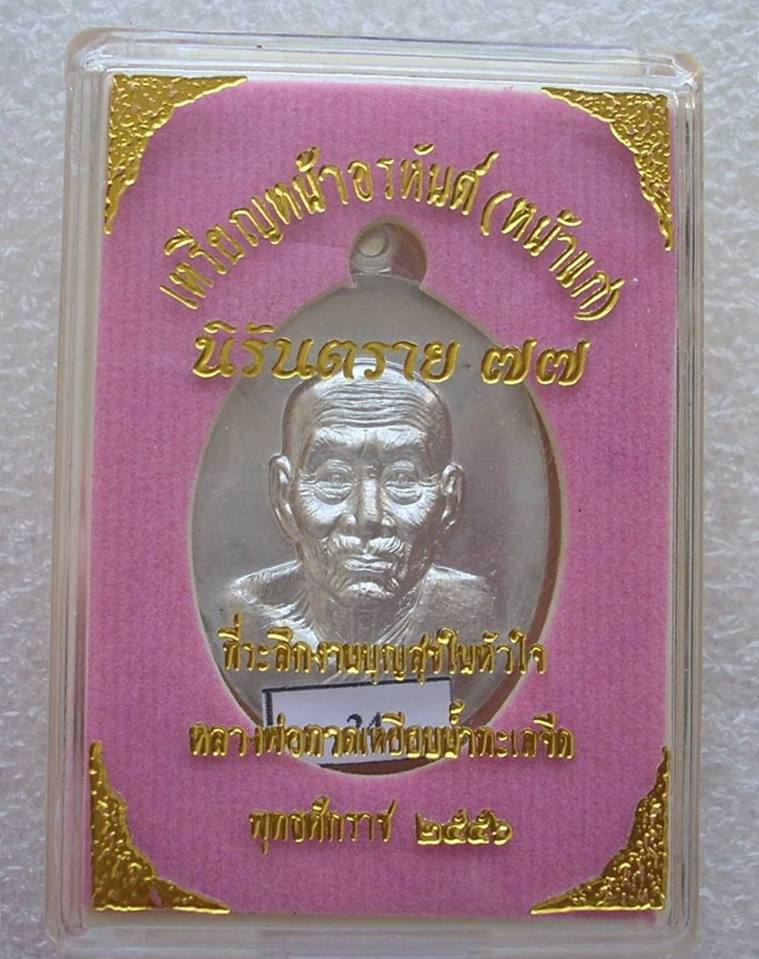 เหรียญหน้าอรหันต์ (หน้าแก่)
นิรันตราย ๗๗
ที่ระลึกงานบุญสุขในหัวใจ
หลวงพ่อทวดเหยียบน้ำทะเลจืด
พุทธศักราช ๒๕๕๖